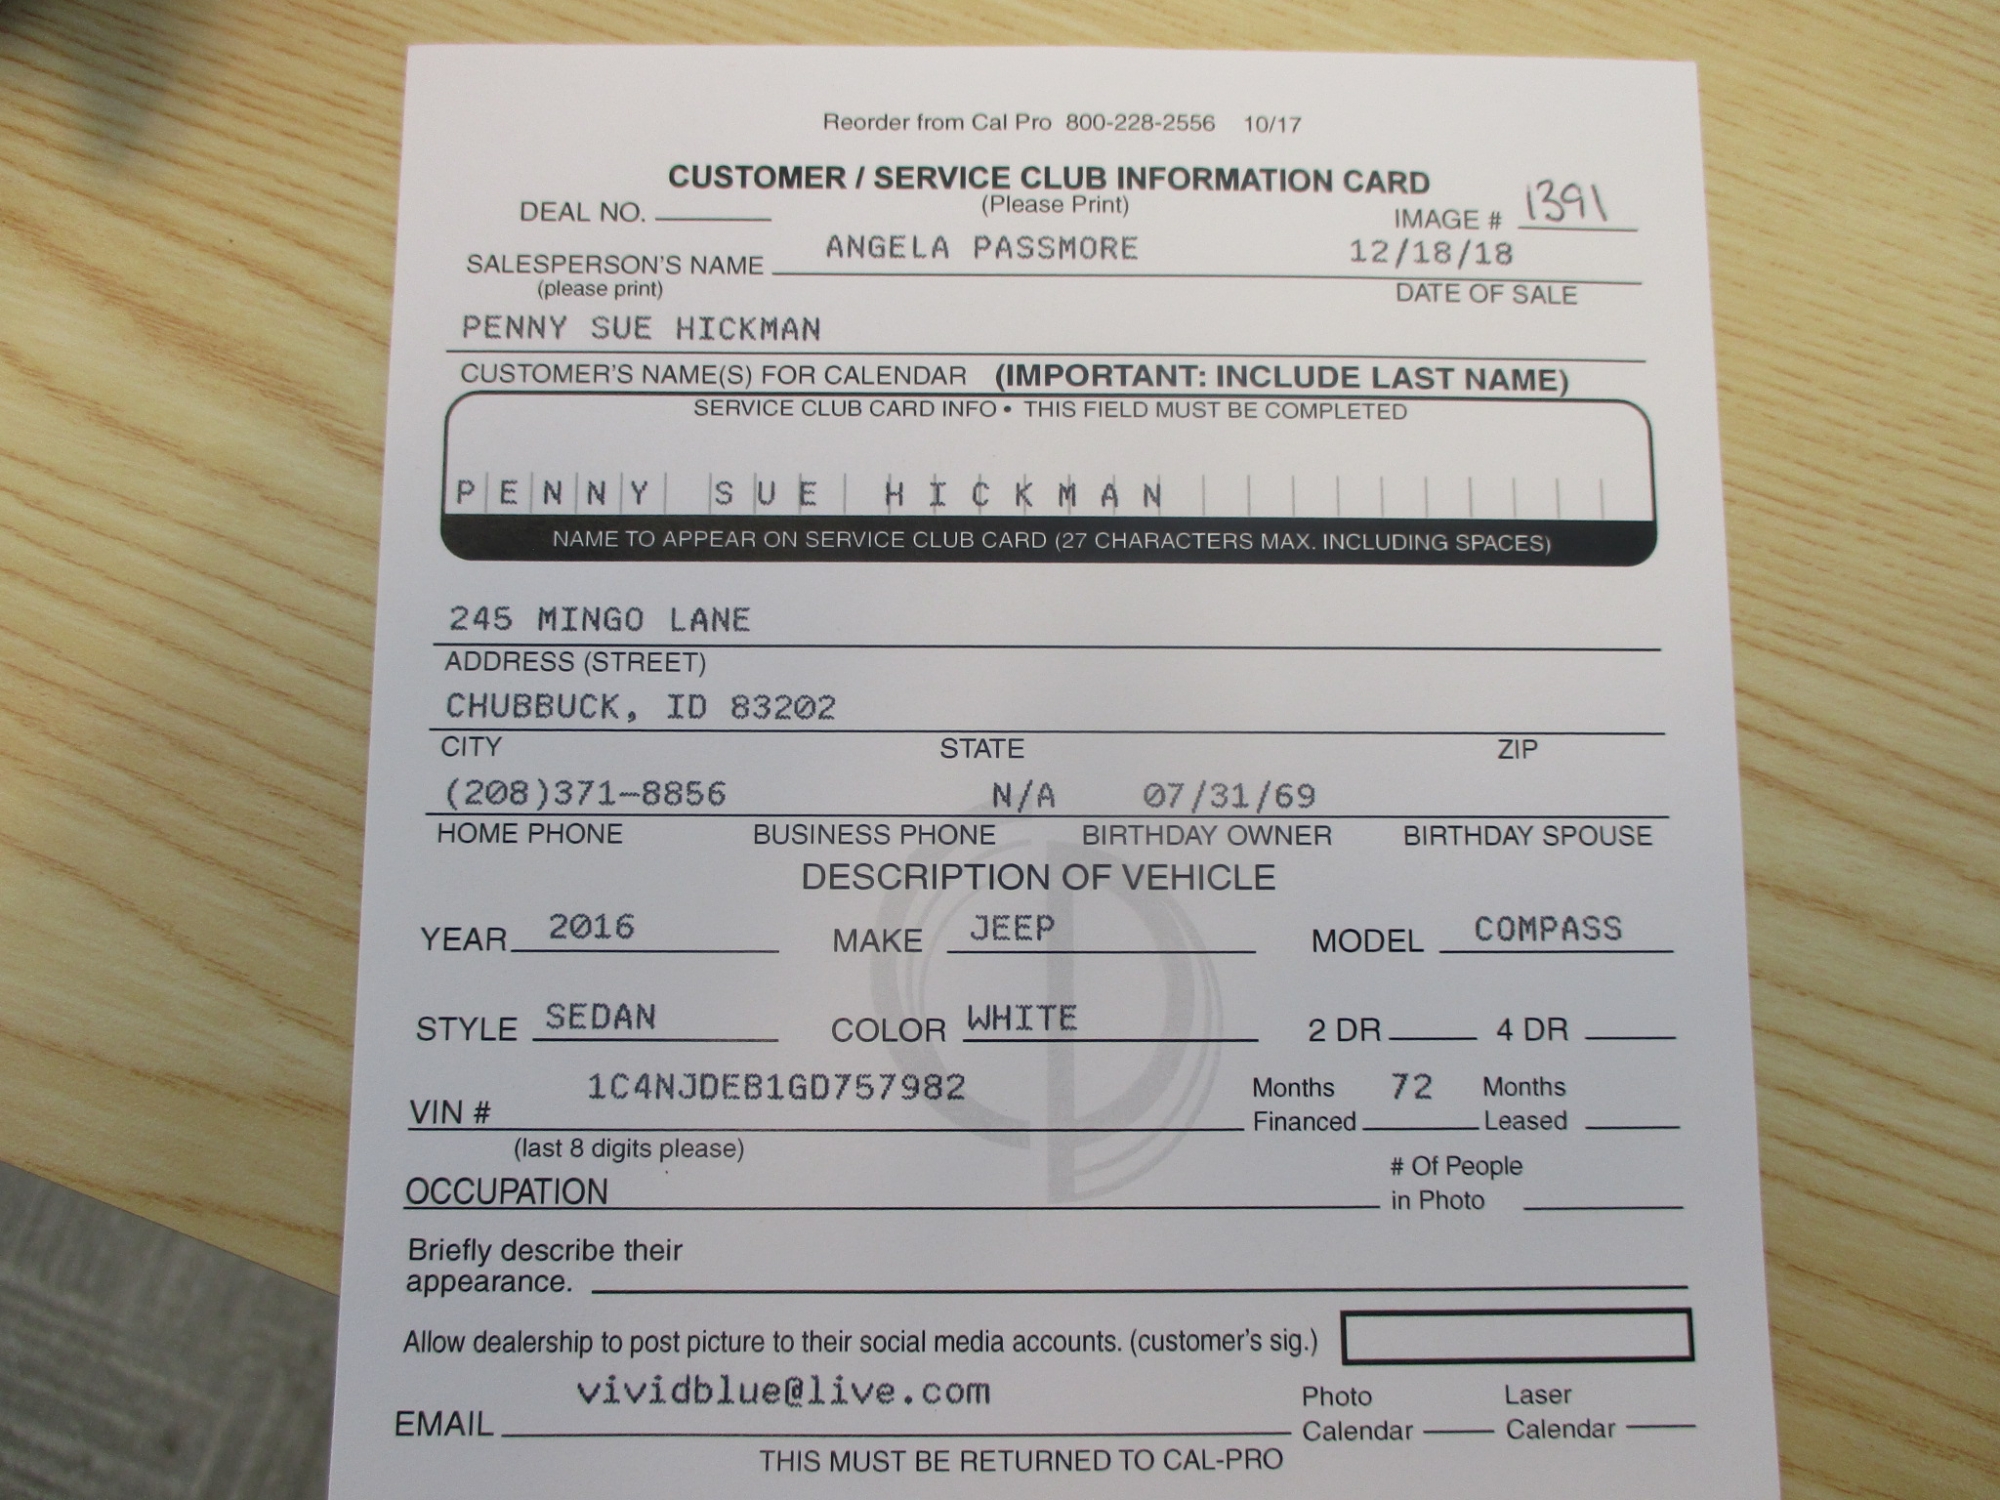 Reorder from Cal Pro 800-228-2556 10/17
CUSTOMER / SERVICE CLUB INFORMATION CARD
(Please Print)
DEAL NO. IMAGE # 1391
SALESPERSON'S NAME ANGELA PASSMORE 12/18/18
(please print) DATE OF SALE
PENNY SUE HICKMAN
CUSTOMER'S NAME(S) FOR CALENDAR (IMPORTANT: INCLUDE LAST NAME)
SERVICE CLUB CARD INFO • THIS FIELD MUST BE COMPLETED
PENNY SUE HICKMAN
NAME TO APPEAR ON SERVICE CLUB CARD (27 CHARACTERS MAX. INCLUDING SPACES)
245 MINGO LANE
ADDRESS (STREET)
CHUBBUCK, ID 83202
CITY STATE ZIP
(208)371-8856 N/A 07/31/69
HOME PHONE BUSINESS PHONE BIRTHDAY OWNER BIRTHDAY SPOUSE
DESCRIPTION OF VEHICLE
YEAR 2016 MAKE JEEP MODEL COMPASS
STYLE SEDAN COLOR WHITE 2 DR 4 DR
VIN # 1C4NJDEB1GD757982 Months Financed 72 Months Leased
(last 8 digits please)
OCCUPATION # Of People in Photo
Briefly describe their
appearance.
Allow dealership to post picture to their social media accounts. (customer's sig.)
EMAIL vividblue@live.com Photo Calendar Laser Calendar
THIS MUST BE RETURNED TO CAL-PRO